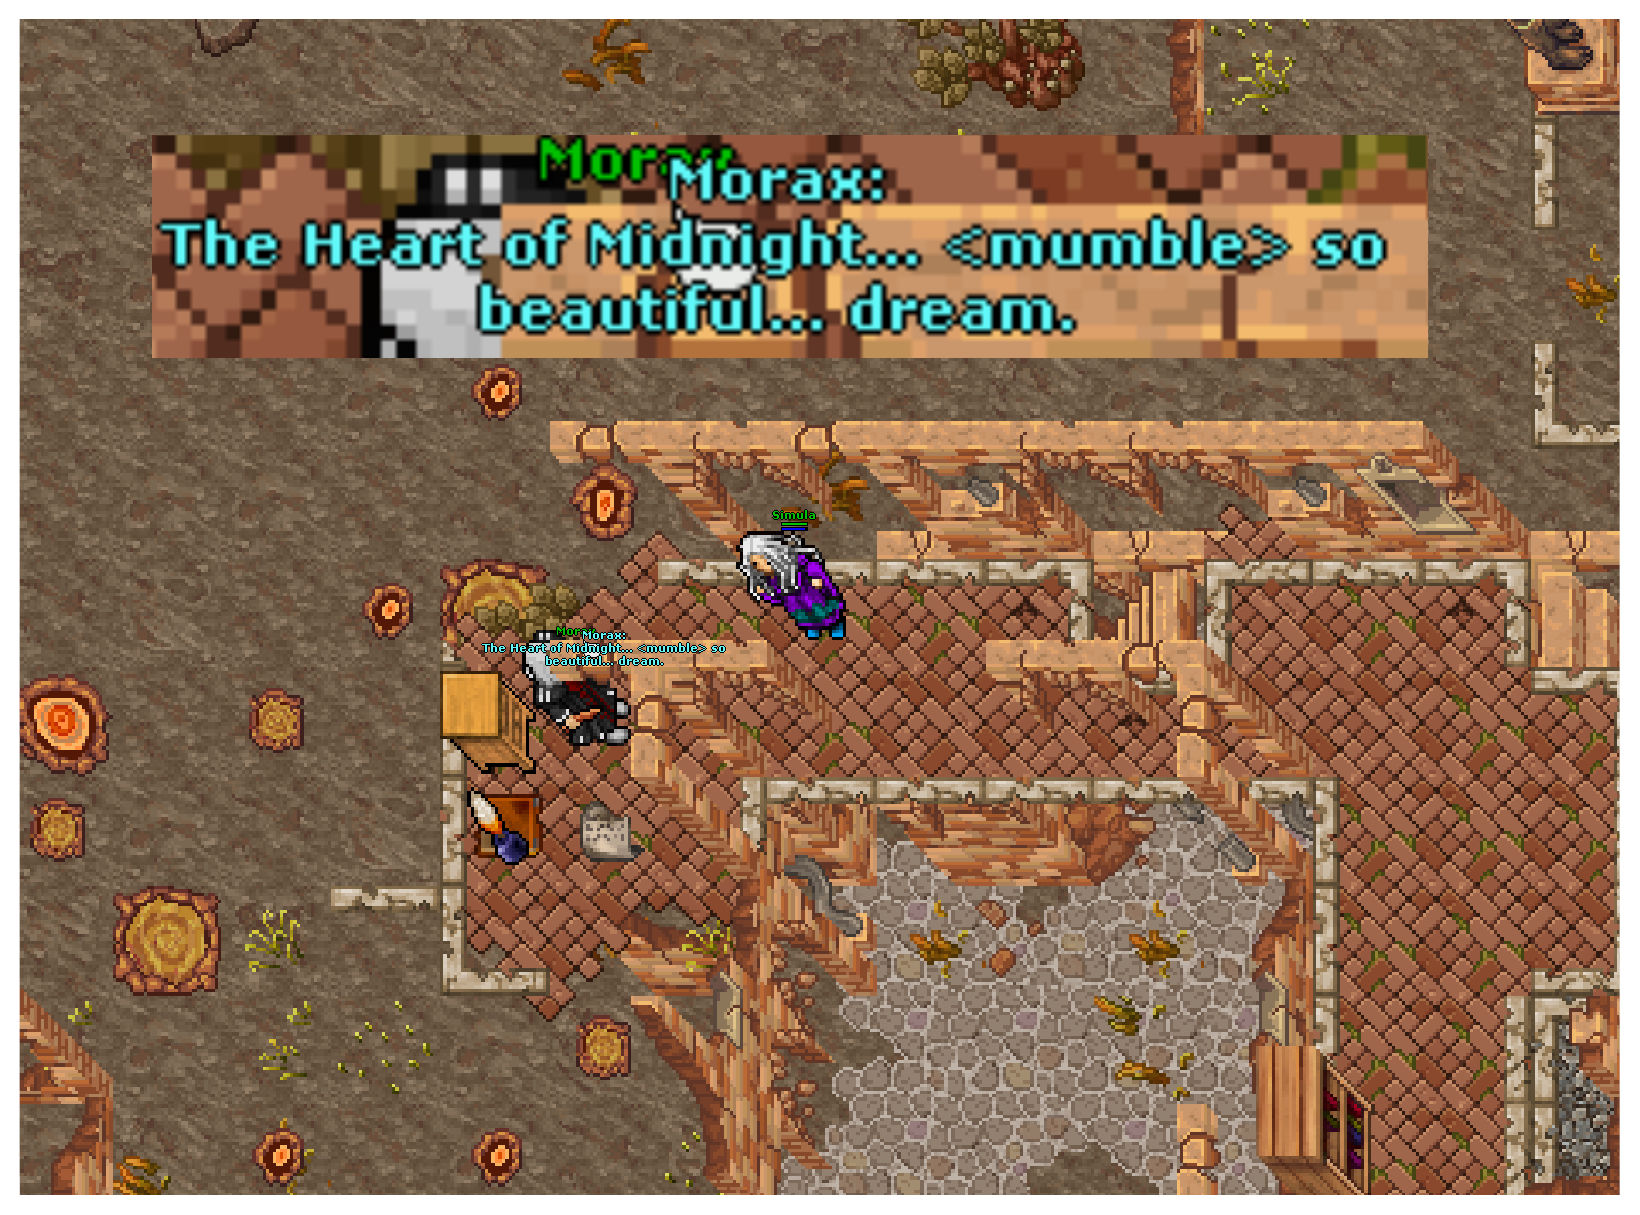 Morax
Morax:
The Heart of Midnight... <mumble> so
beautiful... dream.
Simula
Morax:
The Heart of Midnight... <mumble> so
beautiful... dream.